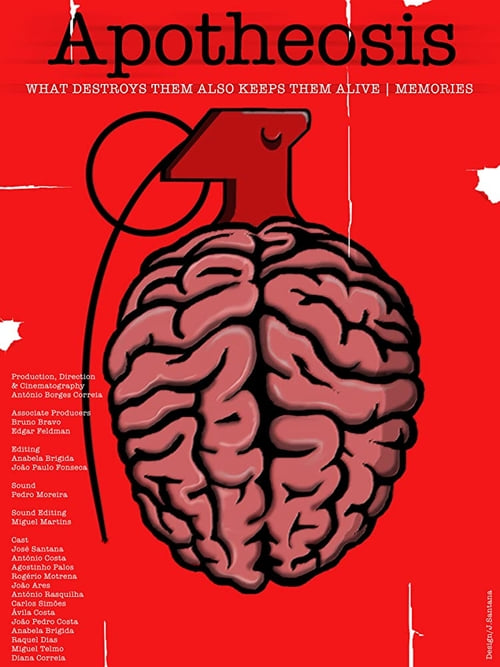 Apotheosis
WHAT DESTROYS THEM ALSO KEEPS THEM ALIVE | MEMORIES
Production, Direction
& Cinematography
António Borges Correia
Associate Producers
Bruno Bravo
Edgar Feldman
Editing
Anabela Brigida
João Paulo Fonseca
Sound
Pedro Moreira
Sound Editing
Miguel Martins
Cast
José Santana
António Costa
Agostinho Palos
Rogério Motrena
João Ares
António Rasquilha
Carlos Simões
Ávila Costa
João Pedro Costa
Anabela Brigida
Raquel Dias
Miguel Telmo
Diana Correia
Design/J Santana